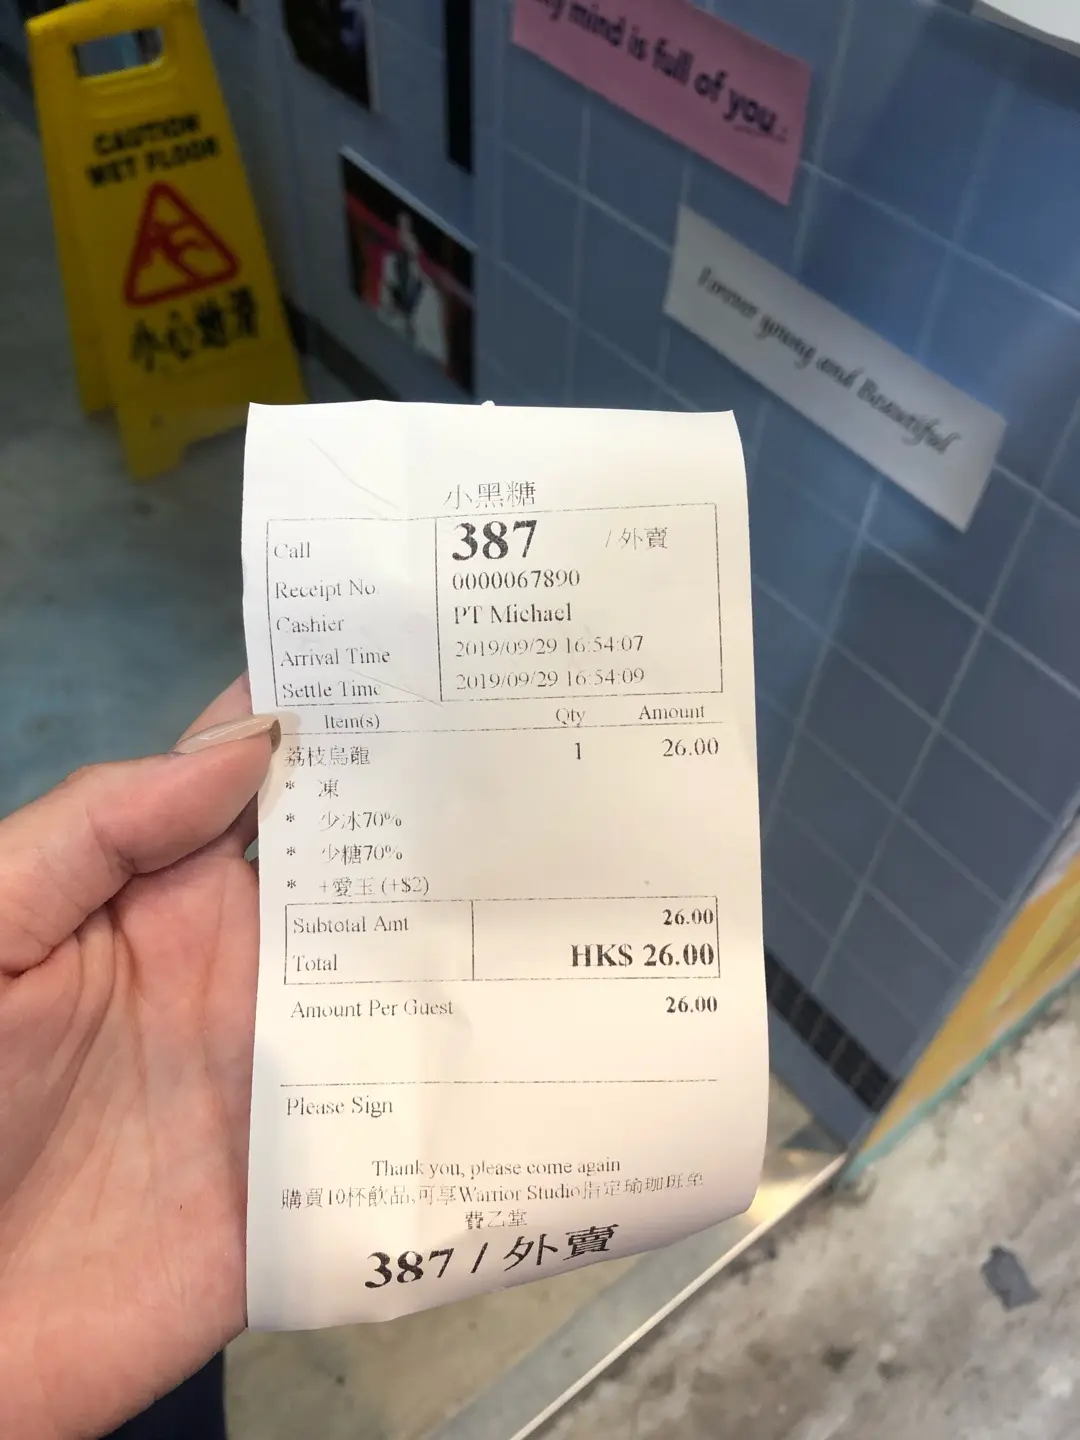 CAUTION
WET FLOOR
小心地滑
my mind is full of you..
Forever young and Beautiful
小黑糖
Call 387 / 外賣
Receipt No. 0000067890
Cashier PT Michael
Arrival Time 2019/09/29 16:54:07
Settle Time 2019/09/29 16:54:09
Item(s) Qty Amount
荔枝烏龍 1 26.00
* 凍
* 少冰70%
* 少糖70%
* +愛玉 (+$2)
Subtotal Amt 26.00
Total HK$ 26.00
Amount Per Guest 26.00
Please Sign
Thank you, please come again
購買10杯飲品,可享Warrior Studio指定瑜珈班免
費乙堂
387 / 外賣